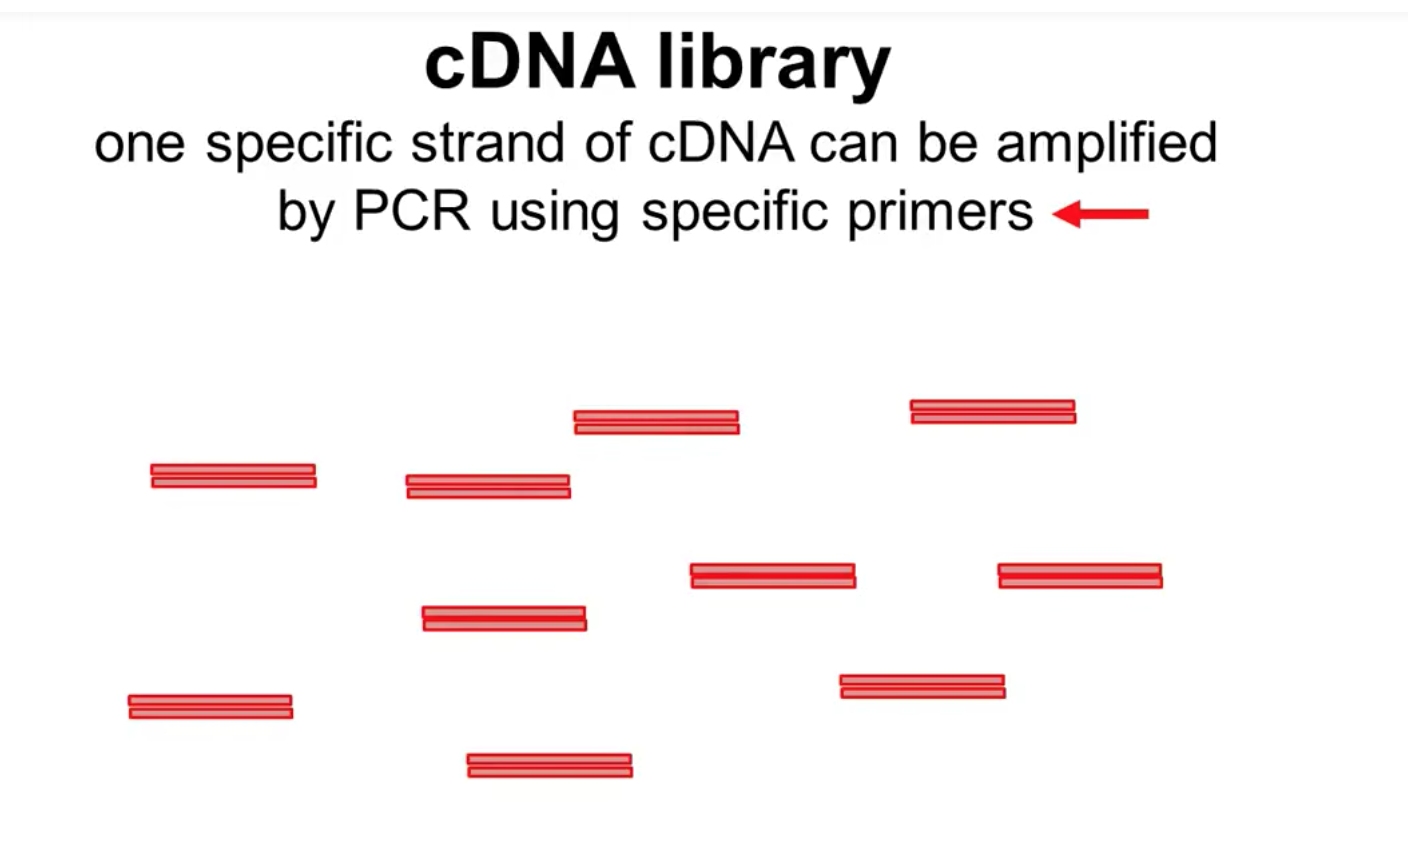 cDNA library
one specific strand of cDNA can be amplified
by PCR using specific primers